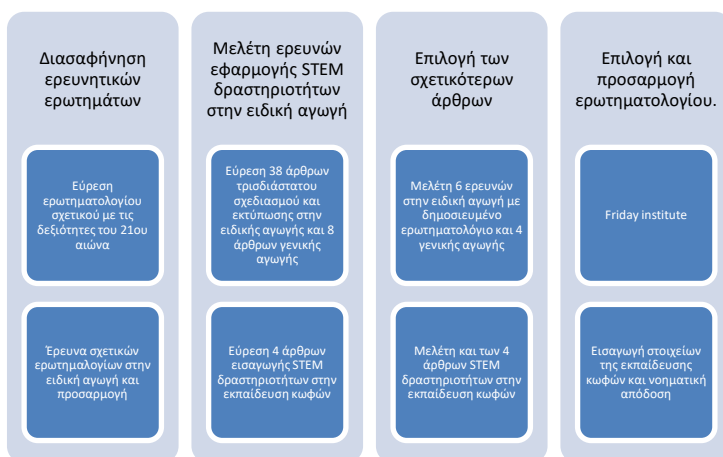 Διασαφήνηση
ερευνητικών
ερωτημάτων
Εύρεση
ερωτηματολογίου
σχετικού με τις
δεξιότητες του 21ου
αιώνα
Έρευνα σχετικών
ερωτημαλογίων στην
ειδική αγωγή και
προσαρμογή
Μελέτη ερευνών
εφαρμογής STEM
δραστηριοτήτων
στην ειδική αγωγή
Εύρεση 38 άρθρων
τρισδιάστατου
σχεδιασμού και
εκτύπωσης στην
ειδικής αγωγής και 8
άρθρων γενικής
αγωγής
Εύρεση 4 άρθρων
εισαγωγής STEM
δραστηριοτήτων στην
εκπαίδευση κωφών
Επιλογή των
σχετικότερων
άρθρων
Μελέτη 6 ερευνών
στην ειδική αγωγή με
δημοσιευμένο
ερωτηματολόγιο και 4
γενικής αγωγής
Μελέτη και των 4
άρθρων STEM
δραστηριοτήτων στην
εκπαίδευση κωφών
Επιλογή και
προσαρμογή
ερωτηματολογίου.
Friday institute
Εισαγωγή στοιχείων
της εκπαίδευσης
κωφών και νοηματική
απόδοση